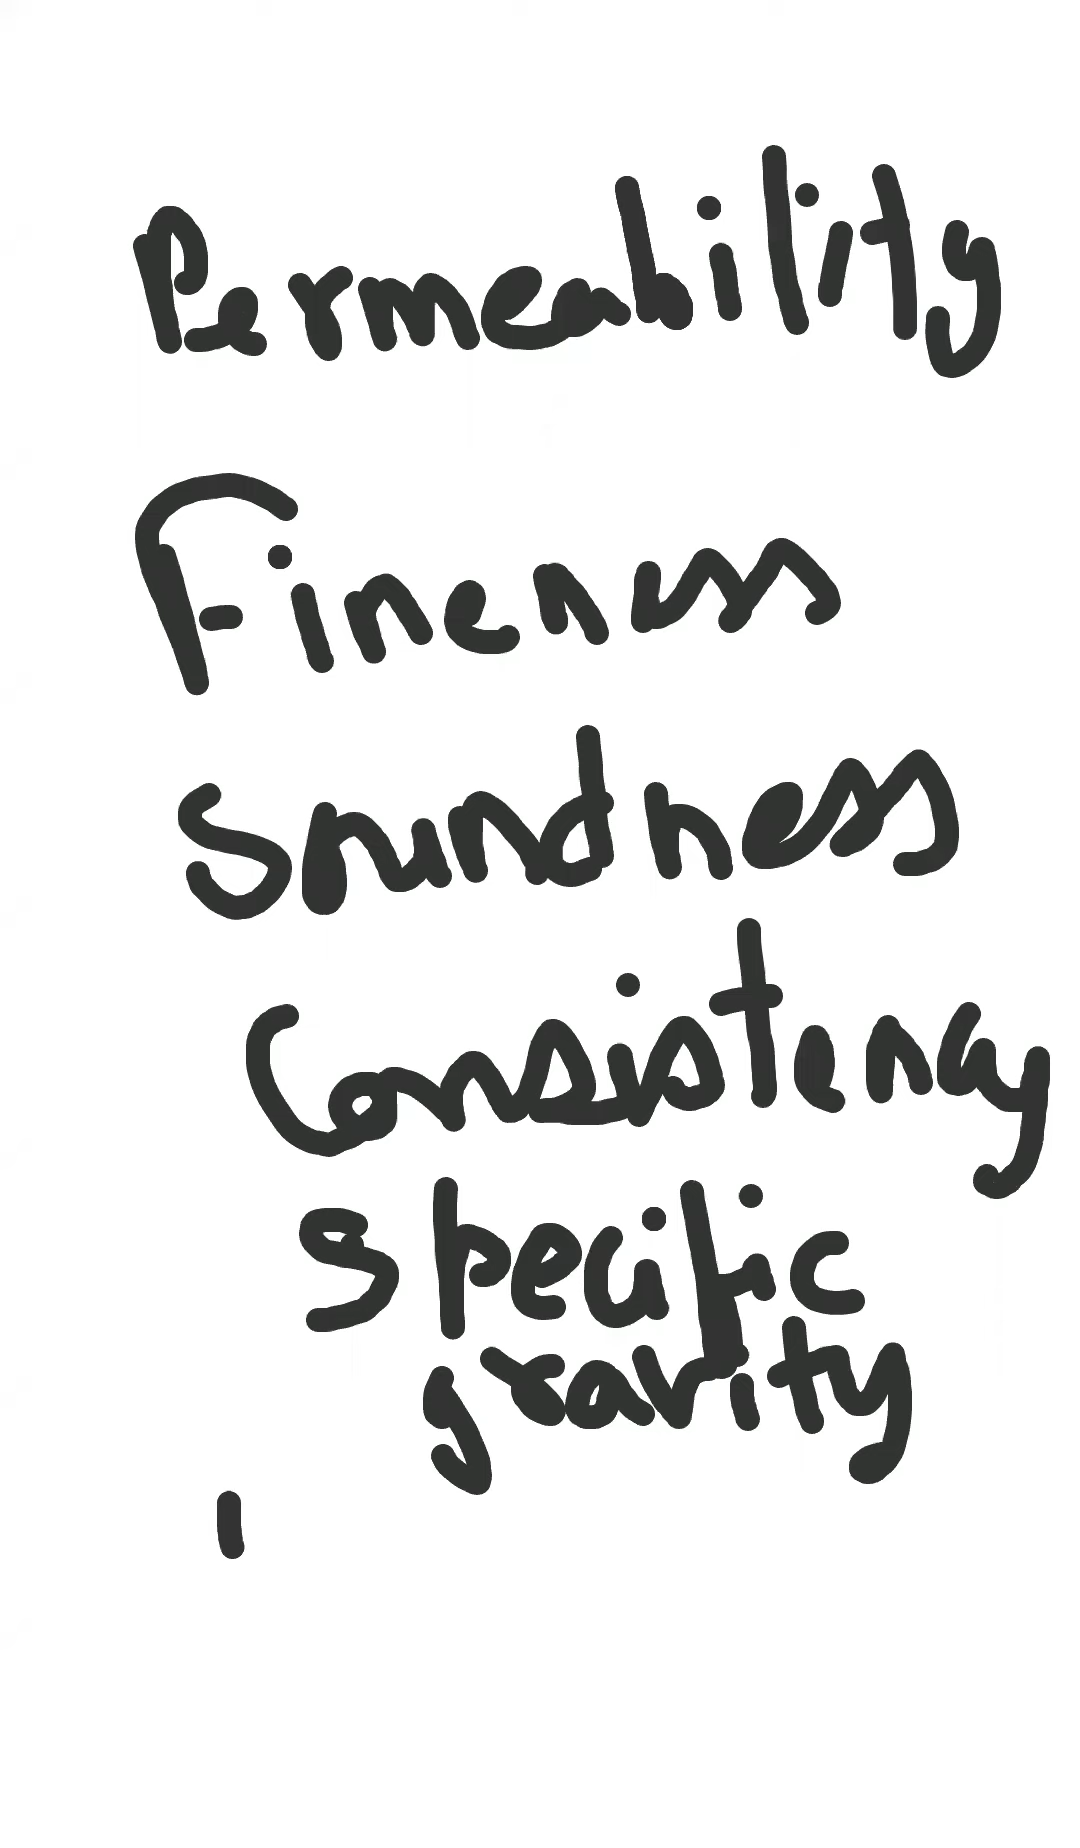 Permeability
Fineness
Soundness
Consistency
Specific
gravity